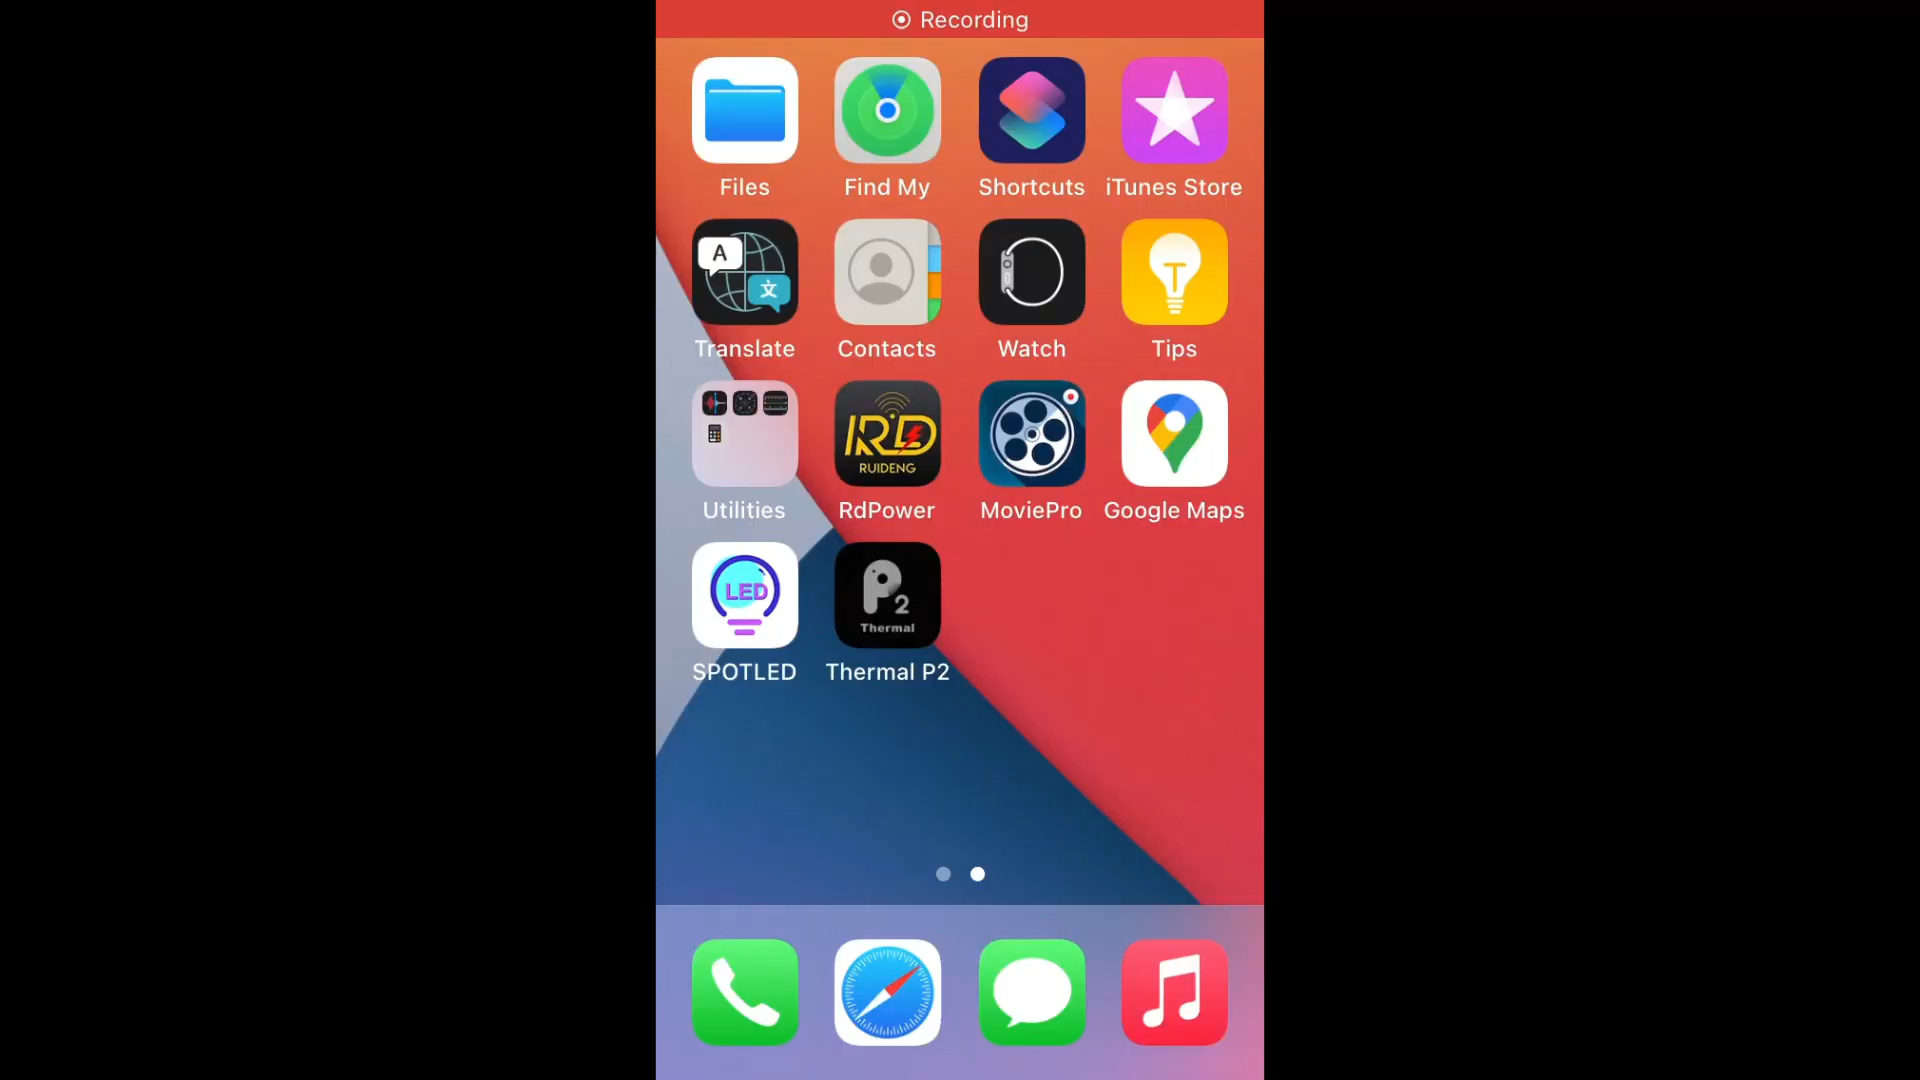 Recording
Files
Find My
Shortcuts
iTunes Store
A
文
Translate
Contacts
Watch
Tips
Utilities
RD
RUIDENG
RdPower
MoviePro
Google Maps
LED
SPOTLED
P2
Thermal
Thermal P2